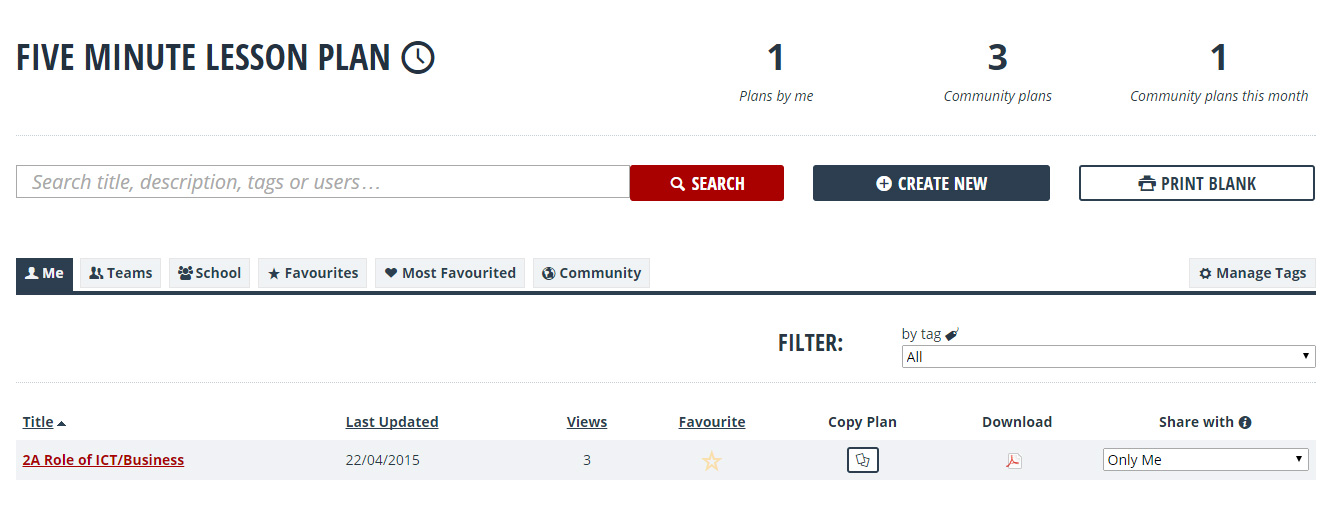 FIVE MINUTE LESSON PLAN
1
Plans by me
3
Community plans
1
Community plans this month
Search title, description, tags or users...
SEARCH
CREATE NEW
PRINT BLANK
Me
Teams
School
Favourites
Most Favourited
Community
Manage Tags
FILTER:
by tag
All
Title
Last Updated
Views
Favourite
Copy Plan
Download
Share with
2A Role of ICT/Business
22/04/2015
3
Only Me